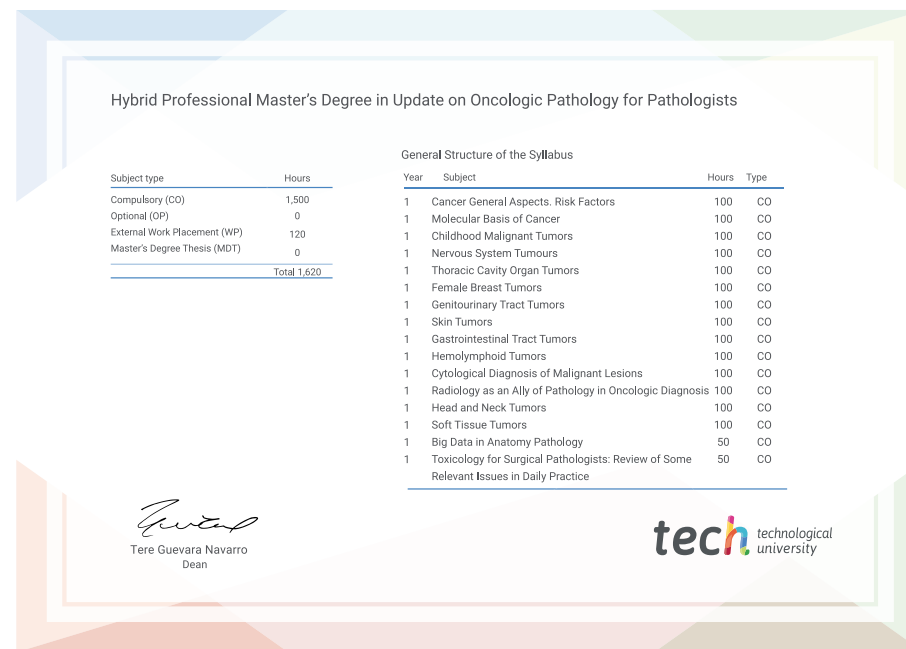 Hybrid Professional Master's Degree in Update on Oncologic Pathology for Pathologists
General Structure of the Syllabus
Subject type Hours
Compulsory (CO) 1,500
Optional (OP) 0
External Work Placement (WP) 120
Master's Degree Thesis (MDT) 0
Total 1,620
Year Subject Hours Type
1 Cancer General Aspects. Risk Factors 100 CO
1 Molecular Basis of Cancer 100 CO
1 Childhood Malignant Tumors 100 CO
1 Nervous System Tumours 100 CO
1 Thoracic Cavity Organ Tumors 100 CO
1 Female Breast Tumors 100 CO
1 Genitourinary Tract Tumors 100 CO
1 Skin Tumors 100 CO
1 Gastrointestinal Tract Tumors 100 CO
1 Hemolymphoid Tumors 100 CO
1 Cytological Diagnosis of Malignant Lesions 100 CO
1 Radiology as an Ally of Pathology in Oncologic Diagnosis 100 CO
1 Head and Neck Tumors 100 CO
1 Soft Tissue Tumors 100 CO
1 Big Data in Anatomy Pathology 50 CO
1 Toxicology for Surgical Pathologists: Review of Some 50 CO
Relevant Issues in Daily Practice
Tere Guevara Navarro
Dean
tech technological
university